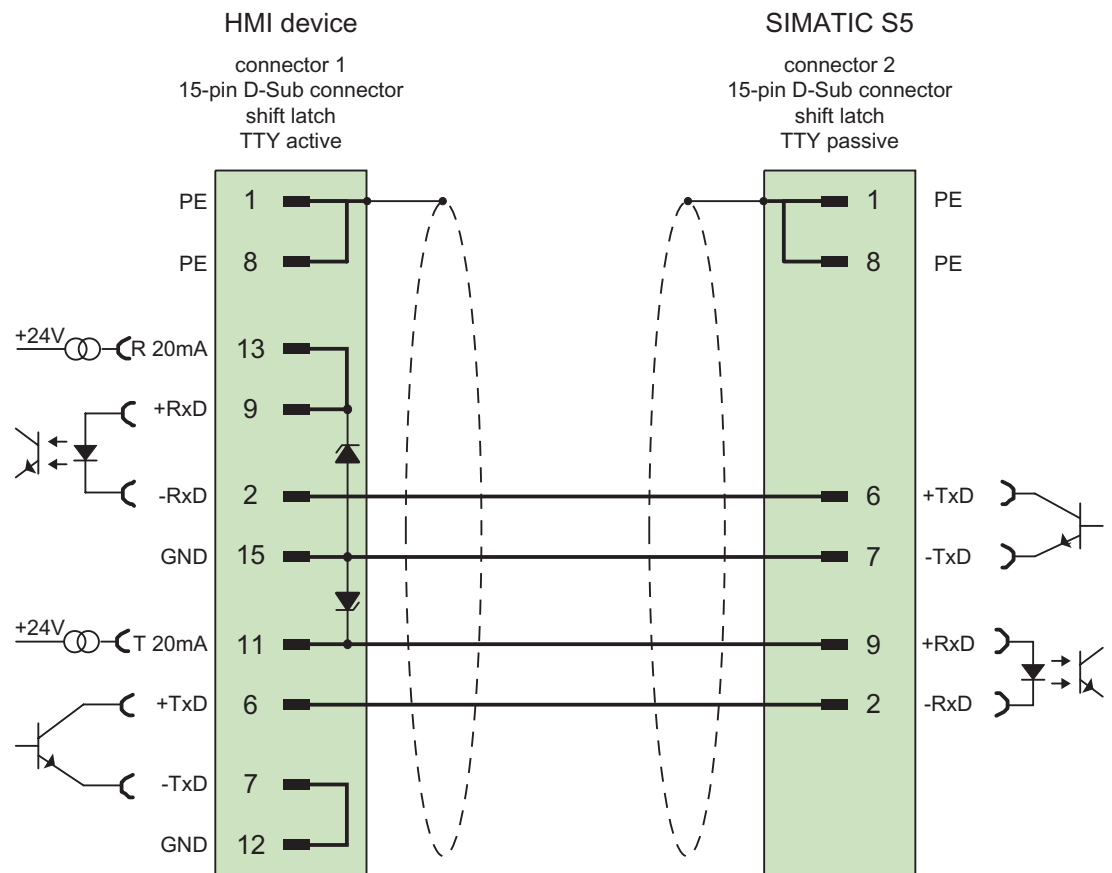 HMI device
connector 1
15-pin D-Sub connector
shift latch
TTY active
SIMATIC S5
connector 2
15-pin D-Sub connector
shift latch
TTY passive
PE 1
1 PE
PE 8
8 PE
+24V R 20mA 13
+RxD 9
-RxD 2
6 +TxD
GND 15
7 -TxD
+24V T 20mA 11
9 +RxD
+TxD 6
2 -RxD
-TxD 7
GND 12